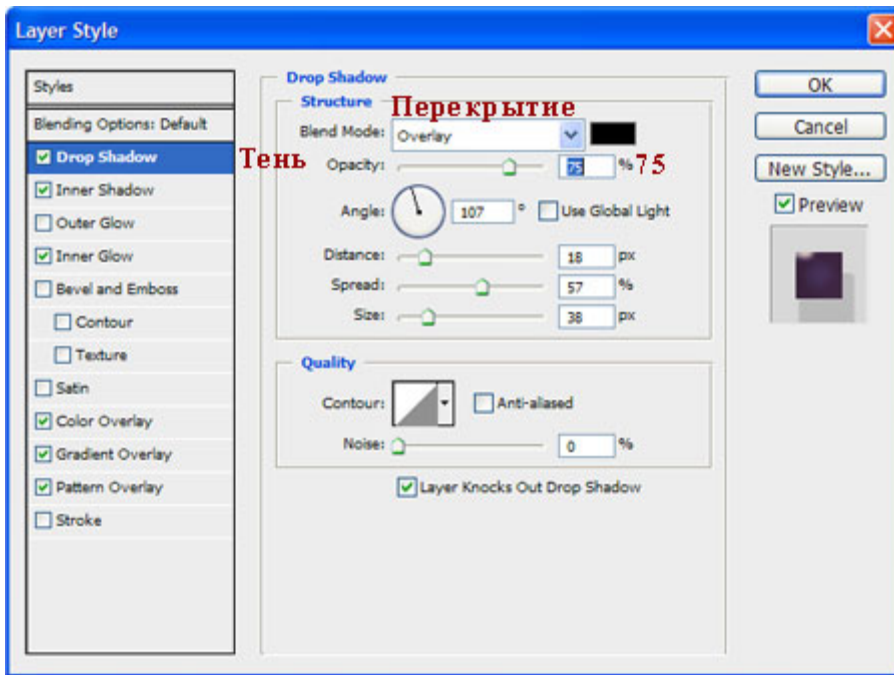 Layer Style
Styles
Blending Options: Default
Drop Shadow
Inner Shadow
Outer Glow
Inner Glow
Bevel and Emboss
Contour
Texture
Satin
Color Overlay
Gradient Overlay
Pattern Overlay
Stroke
Тень
Drop Shadow
Structure
Перекрытие
Blend Mode: Overlay
Opacity: 75 % 75
Angle: 107 ° Use Global Light
Distance: 18 px
Spread: 57 %
Size: 38 px
Quality
Contour: Anti-aliased
Noise: 0 %
Layer Knocks Out Drop Shadow
OK
Cancel
New Style...
Preview